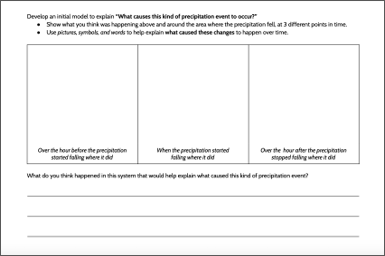 Develop an initial model to explain "What causes this kind of precipitation event to occur?"
● Show what you think was happening above and around the area where the precipitation fell, at 3 different points in time.
● Use pictures, symbols, and words to help explain what caused these changes to happen over time.
Over the hour before the precipitation
started falling where it did
When the precipitation started
falling where it did
Over the hour after the precipitation
stopped falling where it did
What do you think happened in this system that would help explain what caused this kind of precipitation event?